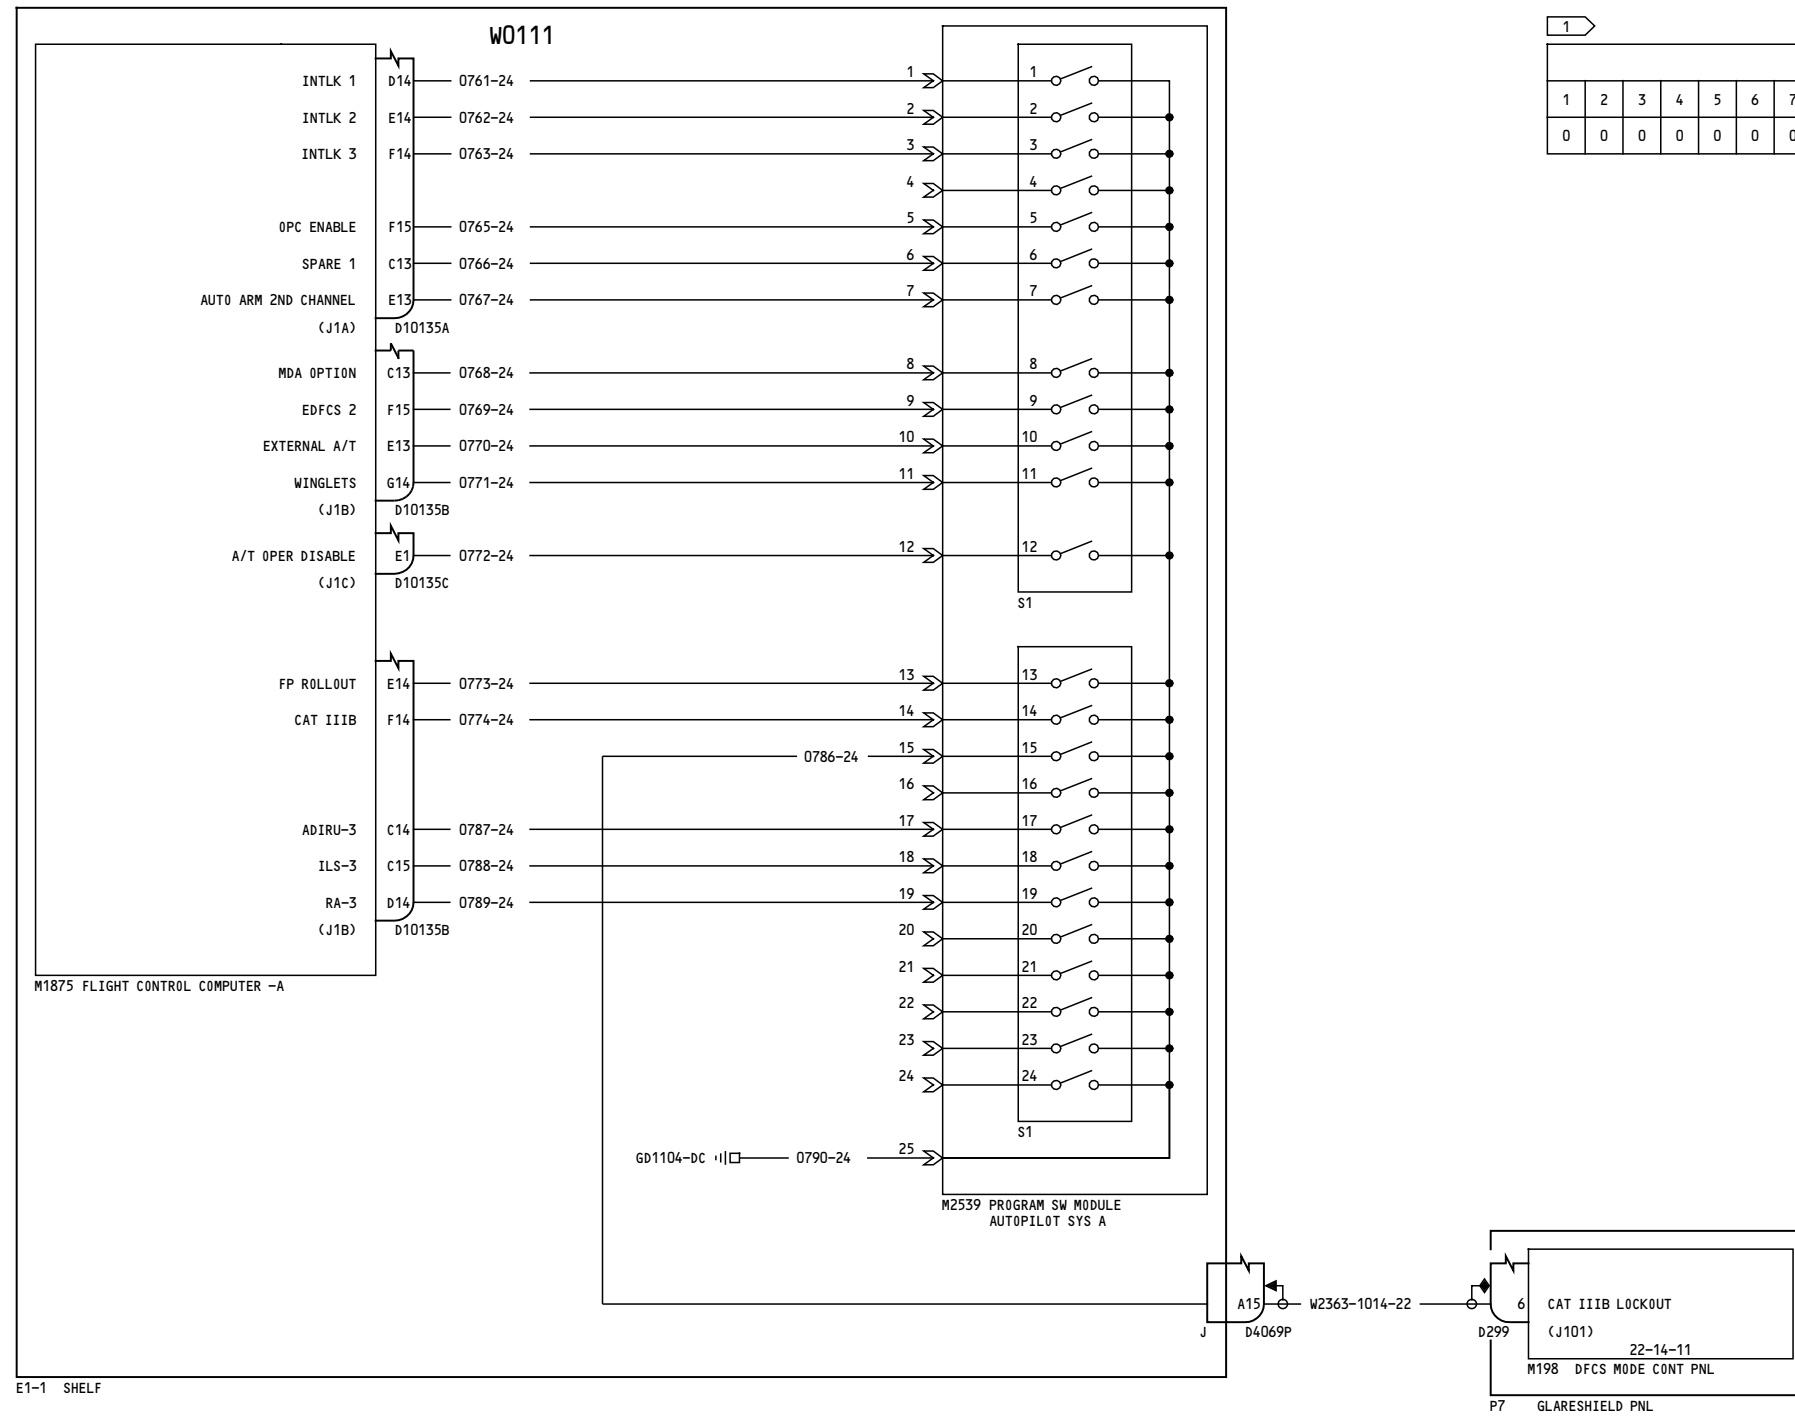 W0111
1
1 2 3 4 5 6 7
0 0 0 0 0 0 0
INTLK 1 D14 0761-24 1 1
INTLK 2 E14 0762-24 2 2
INTLK 3 F14 0763-24 3 3
4 4
OPC ENABLE F15 0765-24 5 5
SPARE 1 C13 0766-24 6 6
AUTO ARM 2ND CHANNEL E13 0767-24 7 7
(J1A) D10135A
MDA OPTION C13 0768-24 8 8
EDFCS 2 F15 0769-24 9 9
EXTERNAL A/T E13 0770-24 10 10
WINGLETS G14 0771-24 11 11
(J1B) D10135B
A/T OPER DISABLE E1 0772-24 12 12
(J1C) D10135C
S1
FP ROLLOUT E14 0773-24 13 13
CAT IIIB F14 0774-24 14 14
0786-24 15 15
16 16
ADIRU-3 C14 0787-24 17 17
ILS-3 C15 0788-24 18 18
RA-3 D14 0789-24 19 19
(J1B) D10135B
20 20
21 21
M1875 FLIGHT CONTROL COMPUTER -A
22 22
23 23
24 24
S1
GD1104-DC 0790-24 25
M2539 PROGRAM SW MODULE
AUTOPILOT SYS A
A15 W2363-1014-22 6 CAT IIIB LOCKOUT
J D4069P D299 (J101)
22-14-11
M198 DFCS MODE CONT PNL
E1-1 SHELF
P7 GLARESHIELD PNL